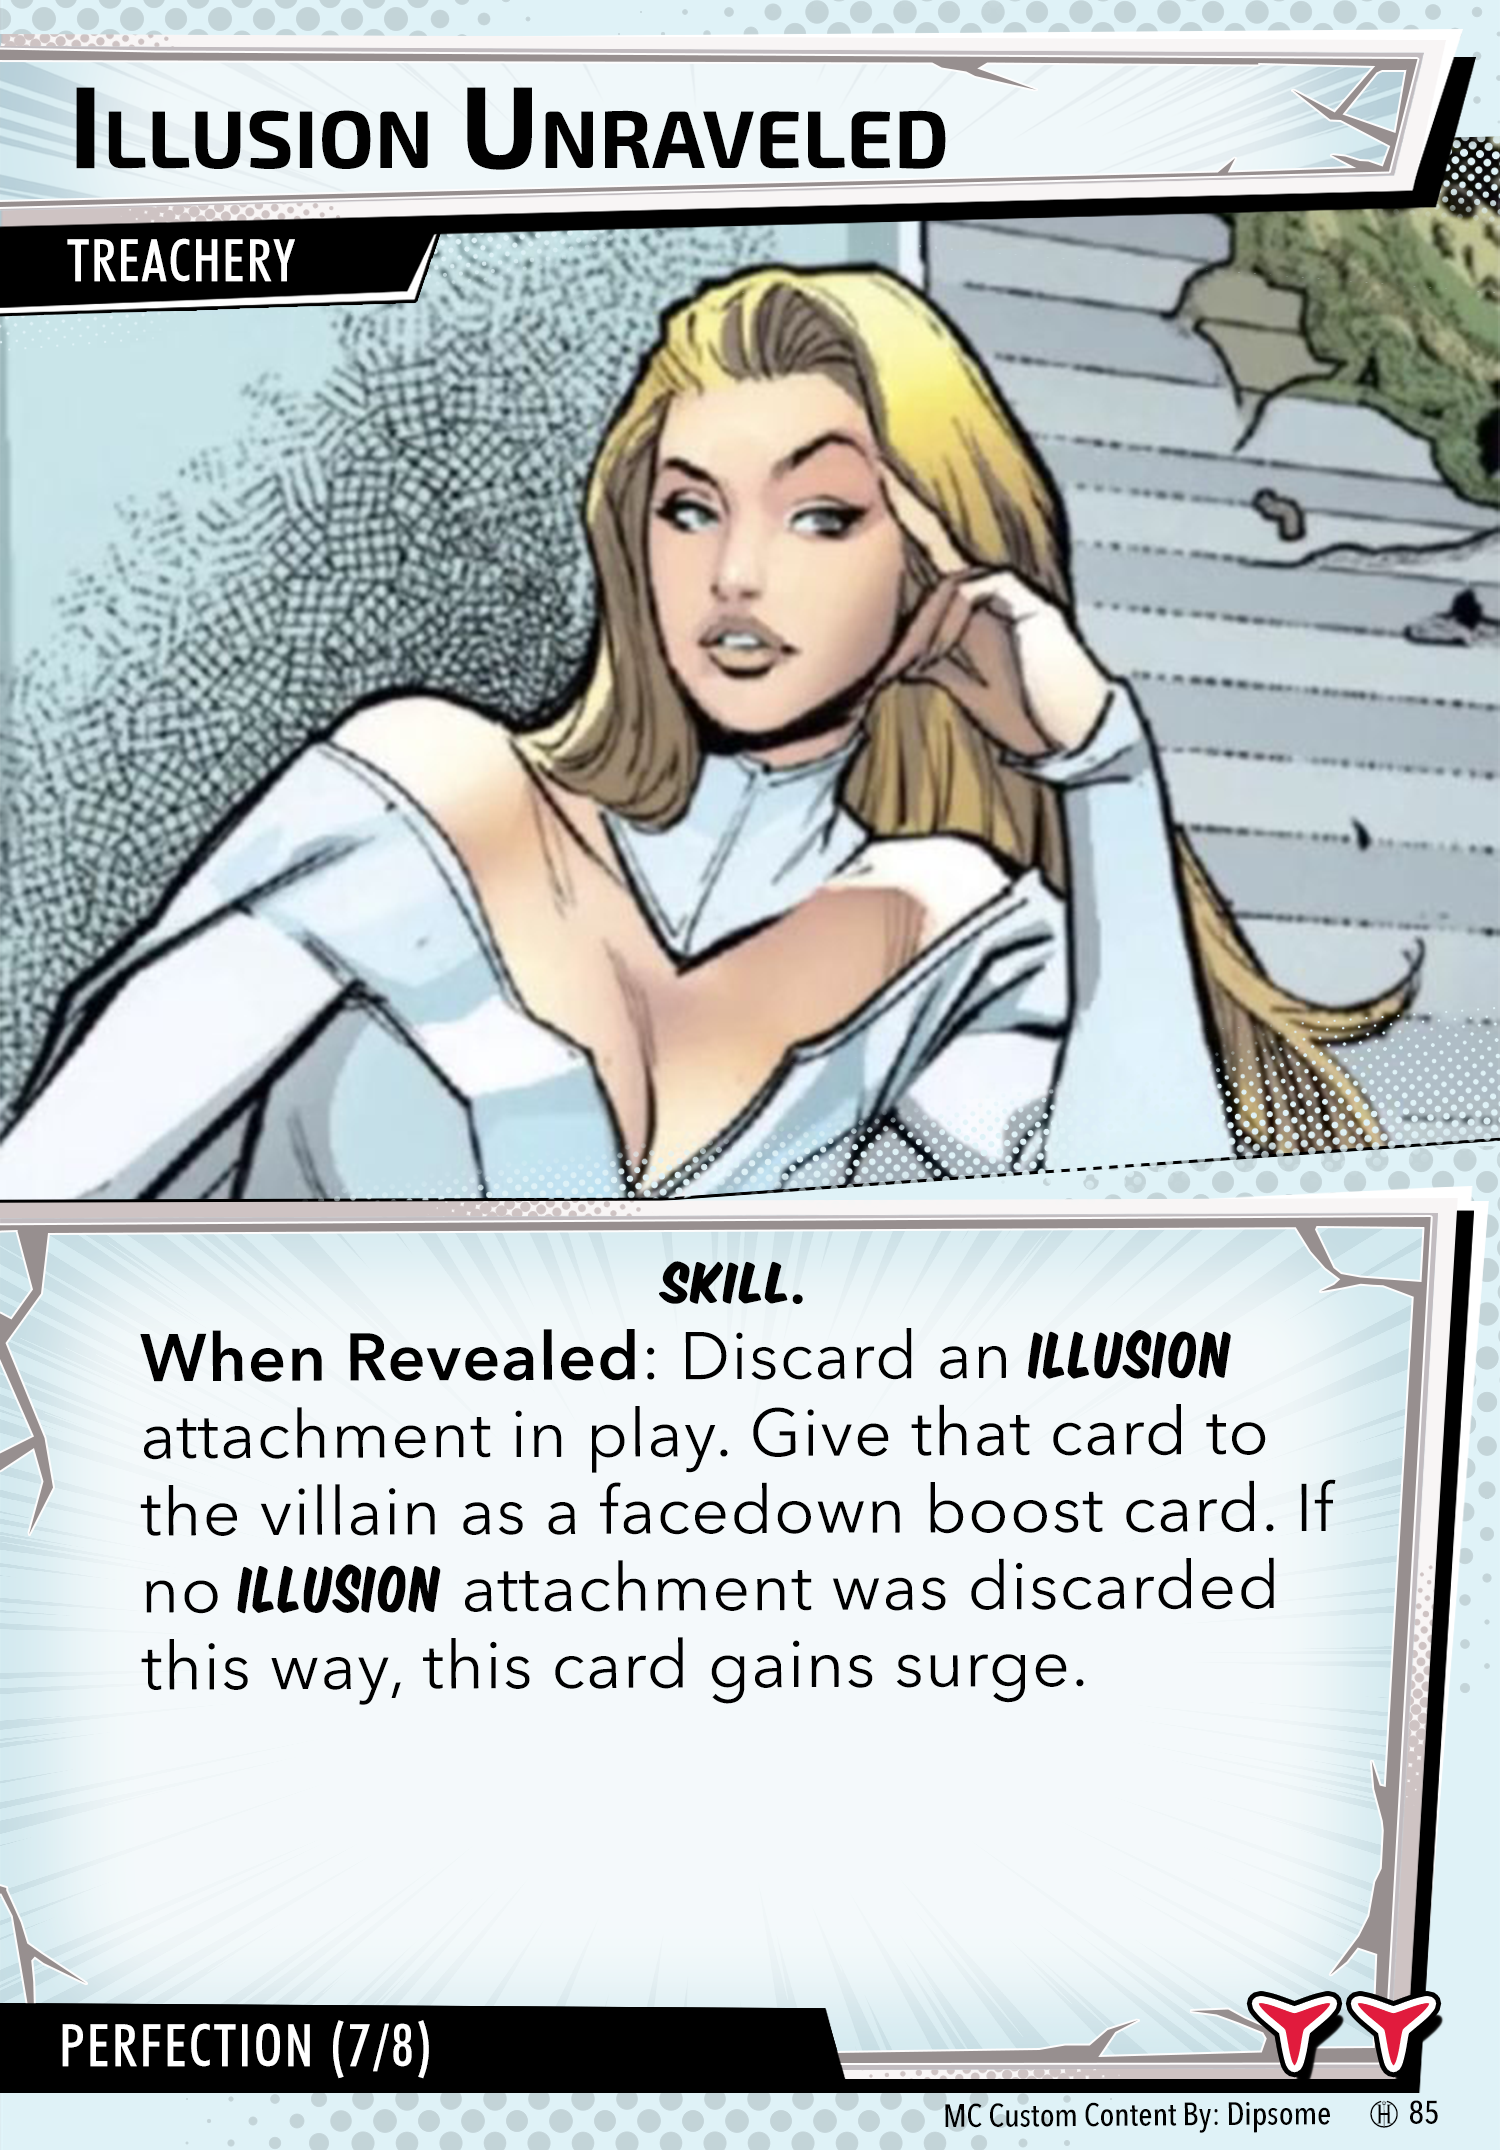 Illusion Unraveled
TREACHERY
SKILL.
When Revealed: Discard an ILLUSION
attachment in play. Give that card to
the villain as a facedown boost card. If
no ILLUSION attachment was discarded
this way, this card gains surge.
PERFECTION (7/8)
MC Custom Content By: Dipsome H 85